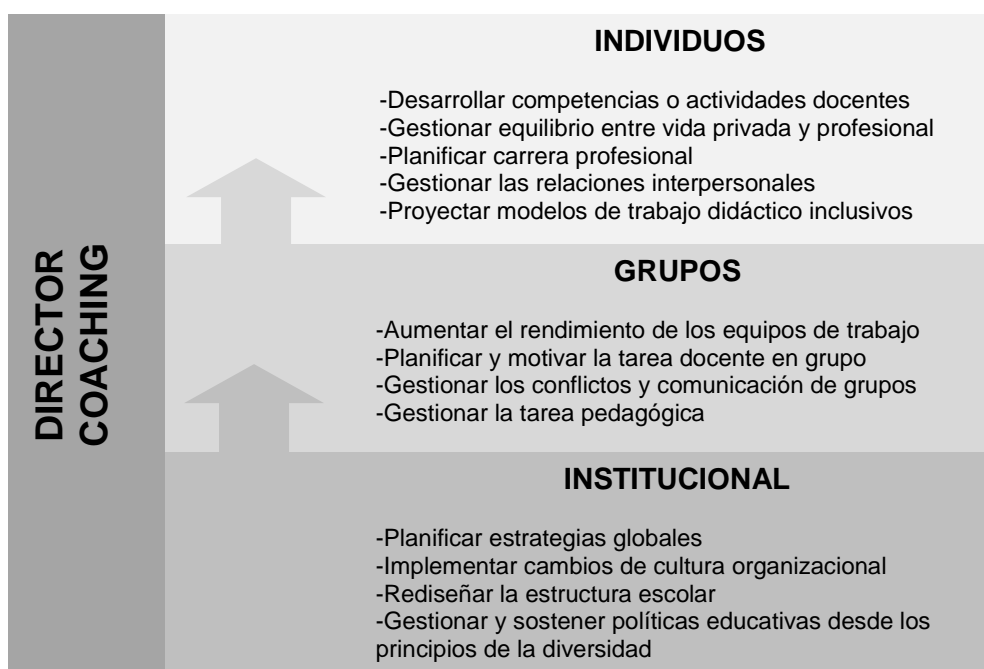 DIRECTOR
COACHING
INDIVIDUOS
-Desarrollar competencias o actividades docentes
-Gestionar equilibrio entre vida privada y profesional
-Planificar carrera profesional
-Gestionar las relaciones interpersonales
-Proyectar modelos de trabajo didáctico inclusivos
GRUPOS
-Aumentar el rendimiento de los equipos de trabajo
-Planificar y motivar la tarea docente en grupo
-Gestionar los conflictos y comunicación de grupos
-Gestionar la tarea pedagógica
INSTITUCIONAL
-Planificar estrategias globales
-Implementar cambios de cultura organizacional
-Rediseñar la estructura escolar
-Gestionar y sostener políticas educativas desde los
principios de la diversidad